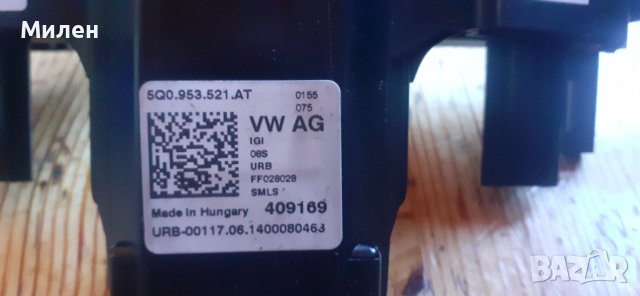 Милен
5Q0.953.521.AT
0155
075
VW AG
IGI
08S
URB
FF028028
SMLS
Made in Hungary 409169
URB-00117.06.1400080463
BAZAR